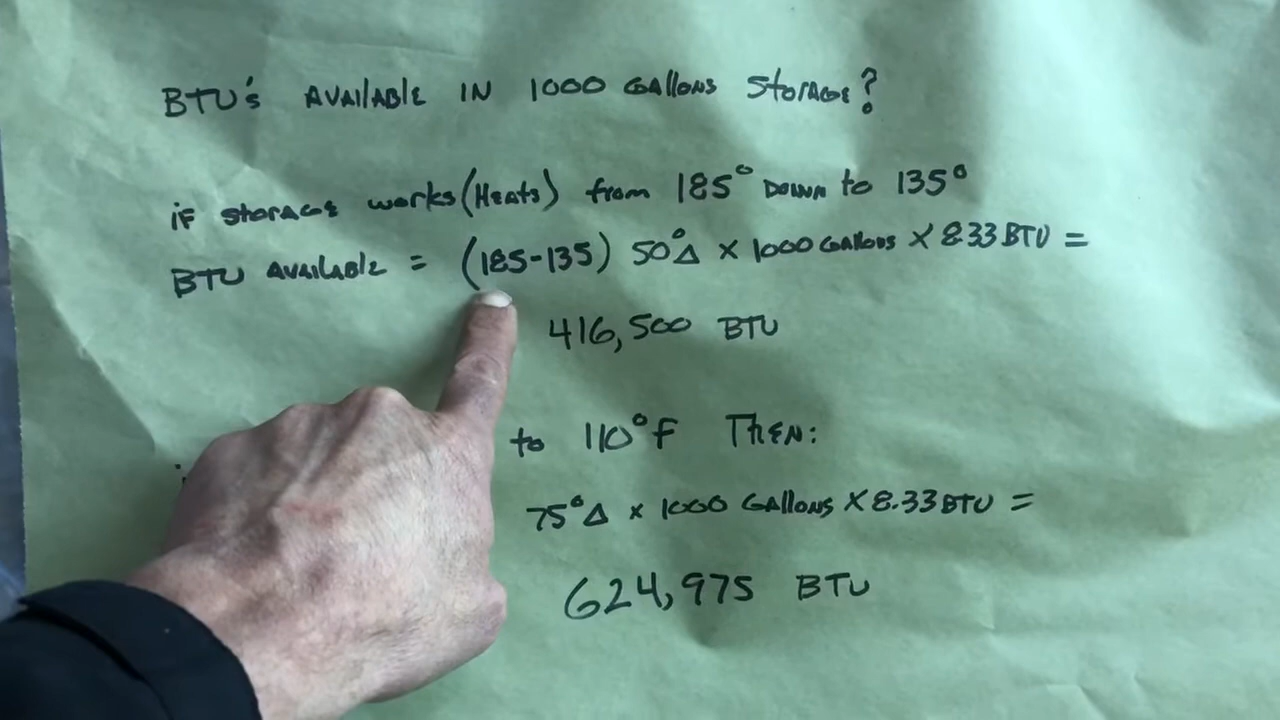 BTU's AVAILABLE IN 1000 GALLONS STORAGE?
iF STORAGE works (HEATS) from 185° DOWN to 135°
BTU AVAILABLE = (185-135) 50°Δ x 1000 GALLONS x 8.33 BTU =
416,500 BTU
to 110°F THEN:
75°Δ x 1000 GALLONS x 8.33 BTU =
624,975 BTU